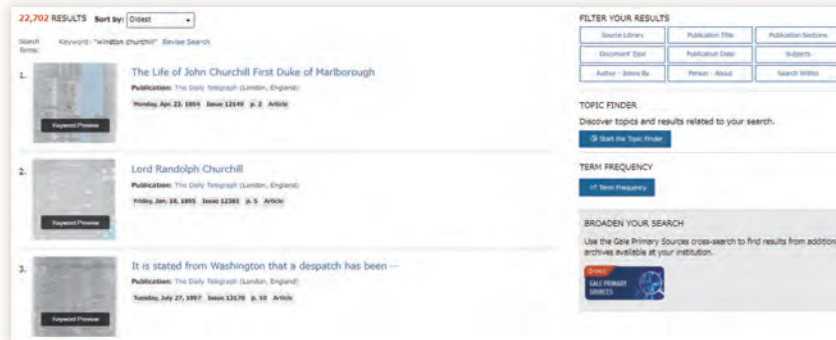 22,702 RESULTS Sort by: Oldest
Search Terms: Keyword: "winston churchill" Revise Search
1.
Keyword Preview
The Life of John Churchill First Duke of Marlborough
Publication: The Daily Telegraph (London, England)
Monday, Apr. 23, 1894 Issue 12148 p. 2 Article
2.
Keyword Preview
Lord Randolph Churchill
Publication: The Daily Telegraph (London, England)
Friday, Jan. 18, 1895 Issue 12381 p. 5 Article
3.
Keyword Preview
It is stated from Washington that a despatch has been ...
Publication: The Daily Telegraph (London, England)
Tuesday, July 27, 1897 Issue 13170 p. 10 Article
FILTER YOUR RESULTS
Source Library Publication Title Publication Sections
Document Type Publication Date Subjects
Author - Intros By Person - About Search Within
TOPIC FINDER
Discover topics and results related to your search.
Start the Topic Finder
TERM FREQUENCY
Term Frequency
BROADEN YOUR SEARCH
Use the Gale Primary Sources cross-search to find results from addition
archives available at your institution.
GALE PRIMARY
SOURCES